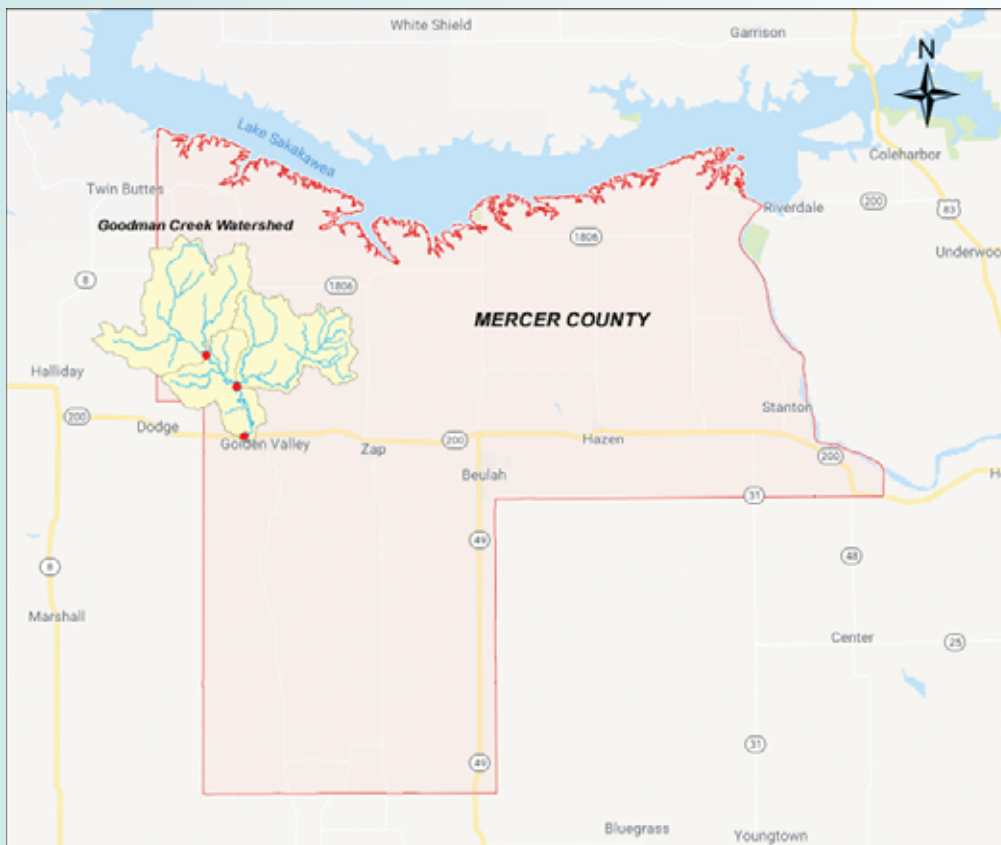 White Shield
Garrison
N
Lake Sakakawea
Coleharbor
Twin Buttes
Riverdale
200
83
Goodman Creek Watershed
1806
Underwoo
8
1806
MERCER COUNTY
Halliday
200
Dodge
Stanton
Golden Valley
Zap
200
Hazen
200
Beulah
31
H
49
8
48
Marshall
Center
25
31
49
Bluegrass
Youngtown